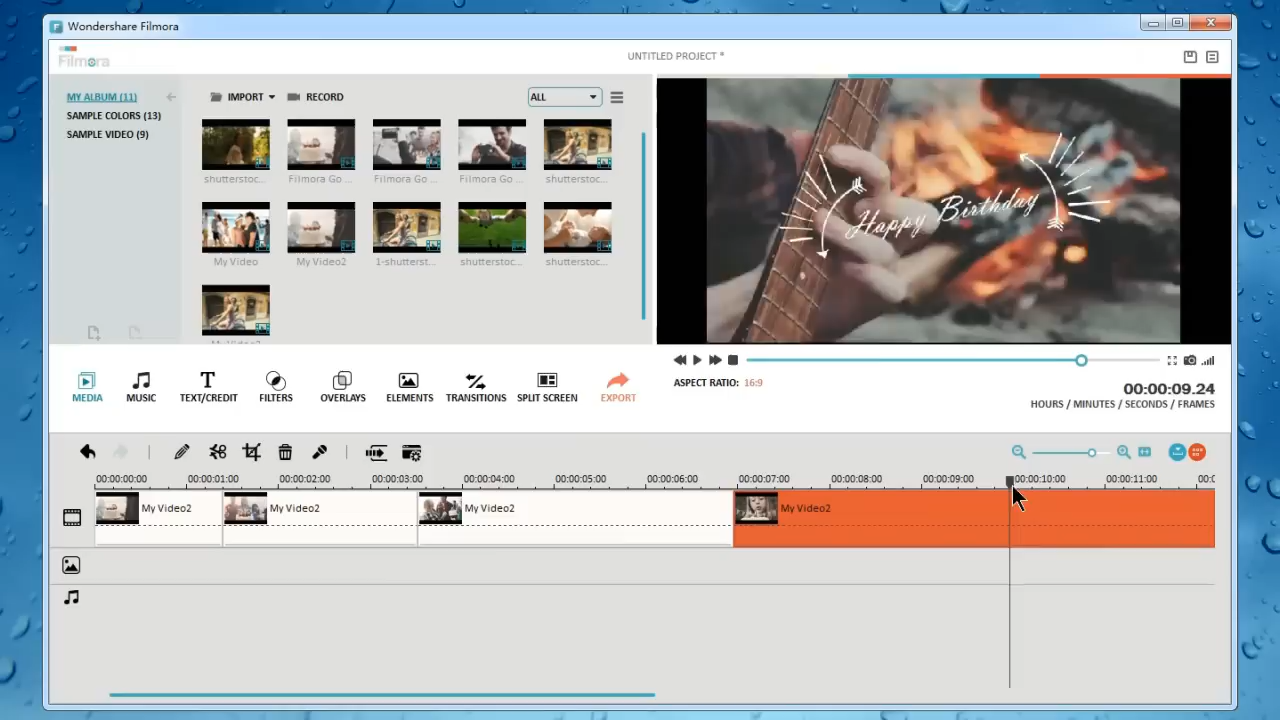 Wondershare Filmora
Filmora
UNTITLED PROJECT *
MY ALBUM (11)
SAMPLE COLORS (13)
SAMPLE VIDEO (9)
IMPORT
RECORD
ALL
shutterstoc...
Filmora Go ...
Filmora Go ...
Filmora Go ...
shutterstoc...
My Video
My Video2
1-shutterst...
shutterstoc...
shutterstoc...
Happy Birthday
MEDIA
MUSIC
TEXT/CREDIT
FILTERS
OVERLAYS
ELEMENTS
TRANSITIONS
SPLIT SCREEN
EXPORT
ASPECT RATIO: 16:9
00:00:09.24
HOURS / MINUTES / SECONDS / FRAMES
00:00:00:00
00:00:01:00
00:00:02:00
00:00:03:00
00:00:04:00
00:00:05:00
00:00:06:00
00:00:07:00
00:00:08:00
00:00:09:00
00:00:10:00
00:00:11:00
My Video2
My Video2
My Video2
My Video2